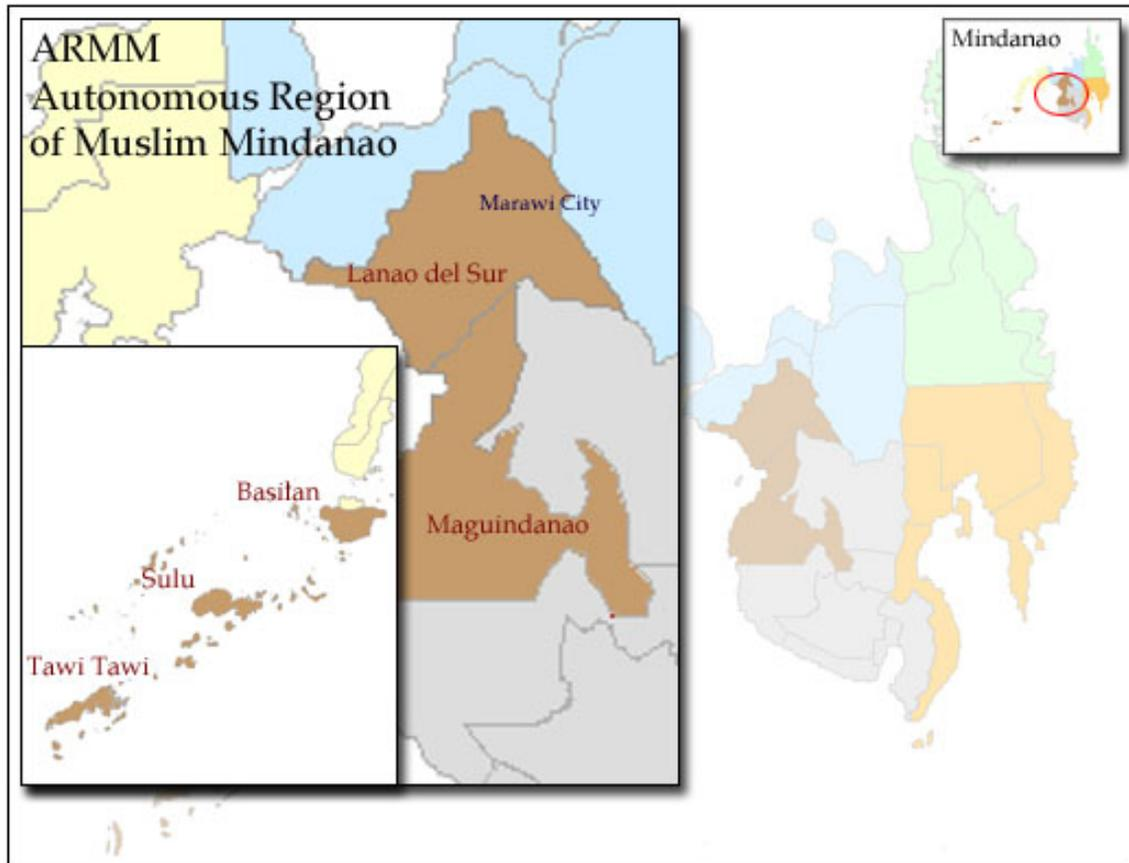 ARMM
Autonomous Region
of Muslim Mindanao
Mindanao
Marawi City
Lanao del Sur
Maguindanao
Basilan
Sulu
Tawi Tawi